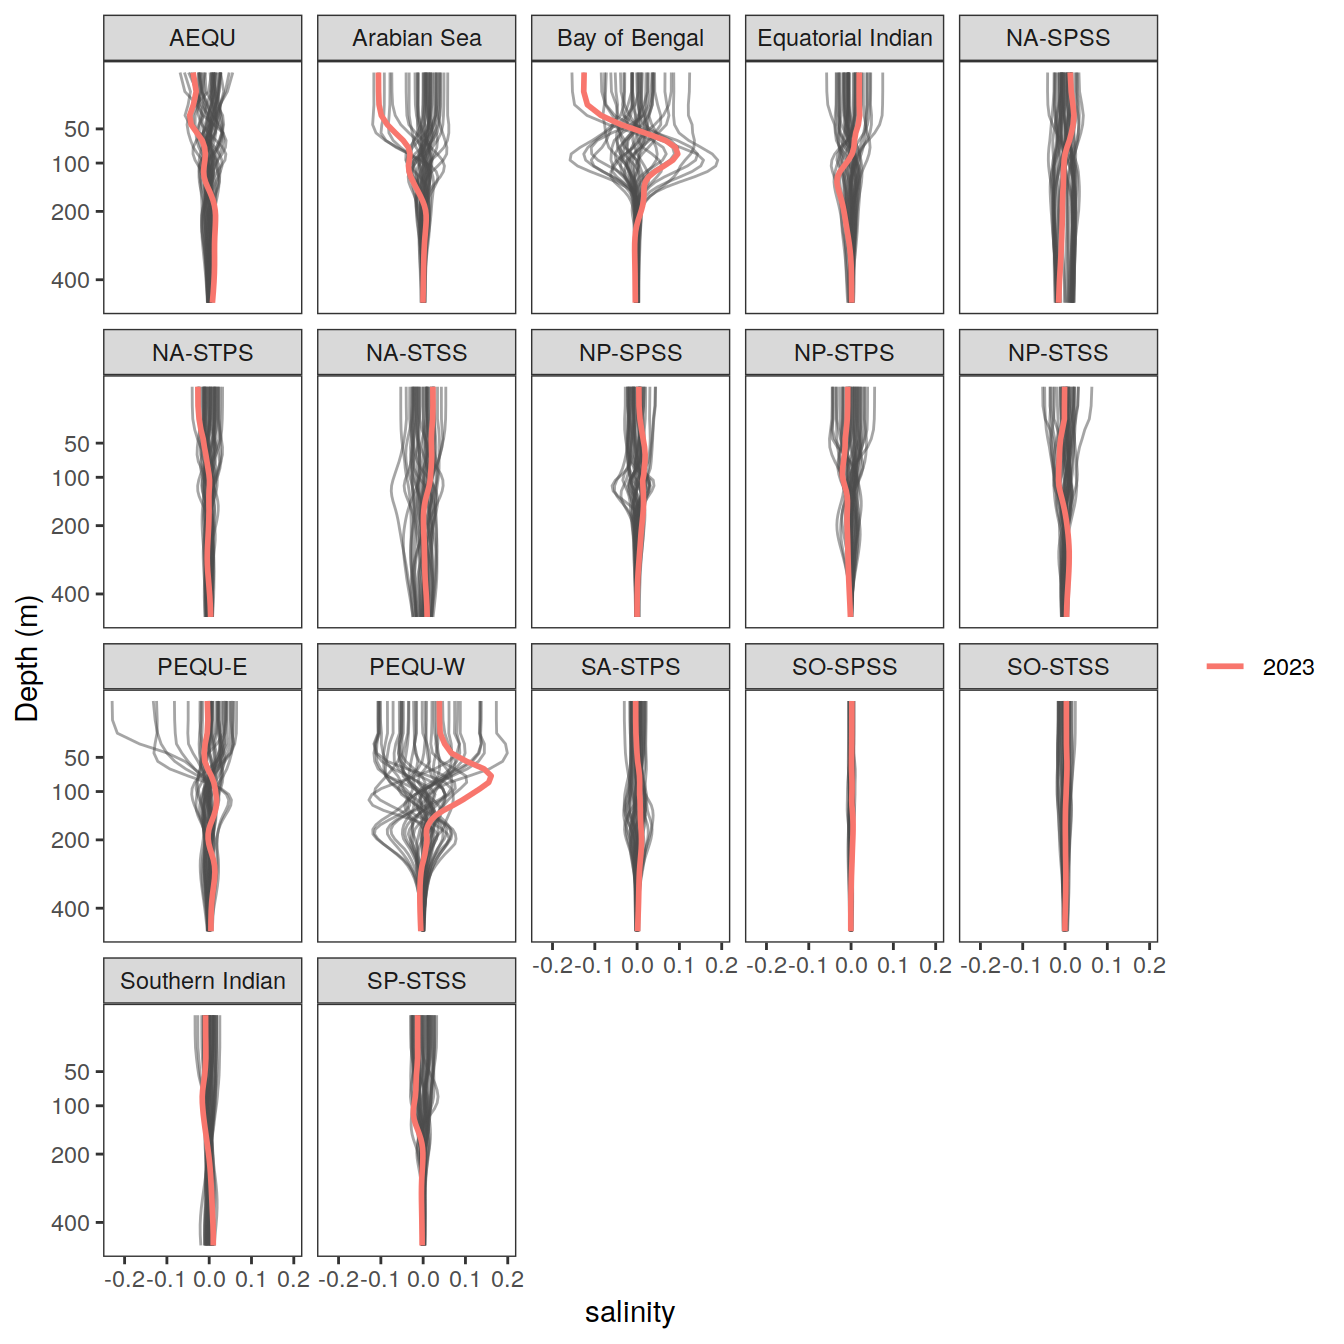 AEQU Arabian Sea Bay of Bengal Equatorial Indian NA-SPSS
50
100
200
400
NA-STPS NA-STSS NP-SPSS NP-STPS NP-STSS
50
100
200
400
Depth (m)
PEQU-E PEQU-W SA-STPS SO-SPSS SO-STSS
2023
50
100
200
400
-0.2 -0.1 0.0 0.1 0.2 -0.2 -0.1 0.0 0.1 0.2 -0.2 -0.1 0.0 0.1 0.2
Southern Indian SP-STSS
50
100
200
400
-0.2 -0.1 0.0 0.1 0.2 -0.2 -0.1 0.0 0.1 0.2
salinity